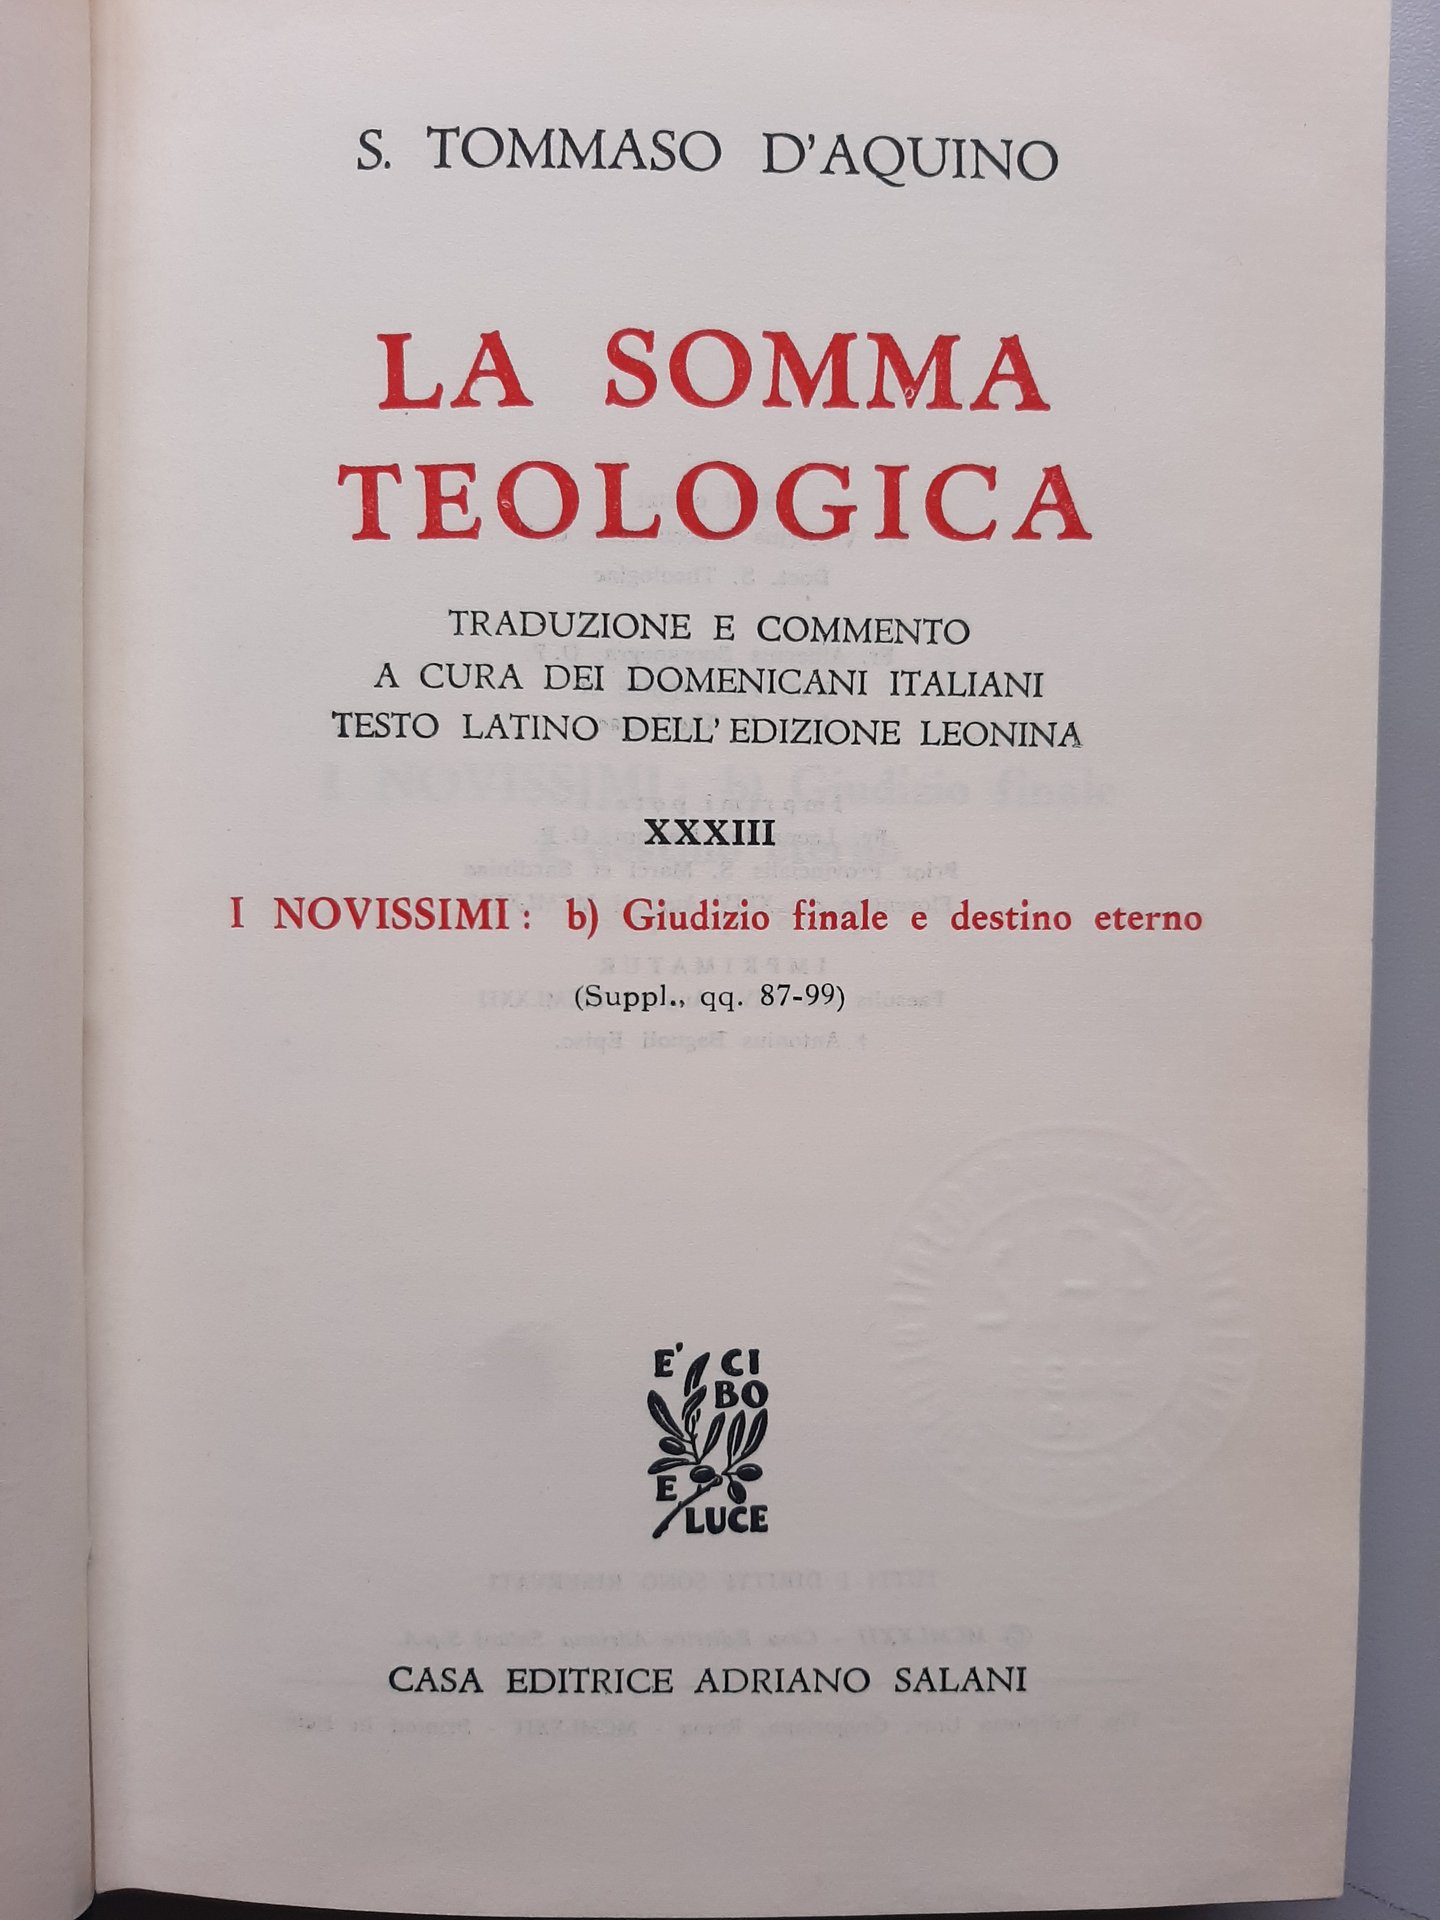 S. TOMMASO D'AQUINO
LA SOMMA
TEOLOGICA
TRADUZIONE E COMMENTO
A CURA DEI DOMENICANI ITALIANI
TESTO LATINO DELL'EDIZIONE LEONINA
XXXIII
I NOVISSIMI: b) Giudizio finale e destino eterno
(Suppl., qq. 87-99)
E' CI
BO
E
LUCE
CASA EDITRICE ADRIANO SALANI